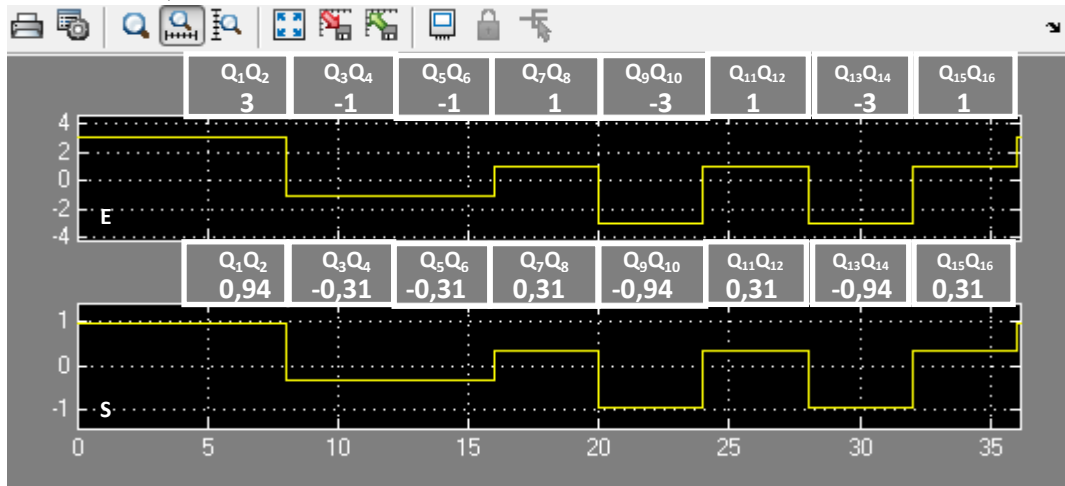 Q₁Q₂ Q₃Q₄ Q₅Q₆ Q₇Q₈ Q₉Q₁₀ Q₁₁Q₁₂ Q₁₃Q₁₄ Q₁₅Q₁₆
3 -1 -1 1 -3 1 -3 1
4
2
0
-2
E
-4
Q₁Q₂ Q₃Q₄ Q₅Q₆ Q₇Q₈ Q₉Q₁₀ Q₁₁Q₁₂ Q₁₃Q₁₄ Q₁₅Q₁₆
0,94 -0,31 -0,31 0,31 -0,94 0,31 -0,94 0,31
1
0
-1 S
0 5 10 15 20 25 30 35